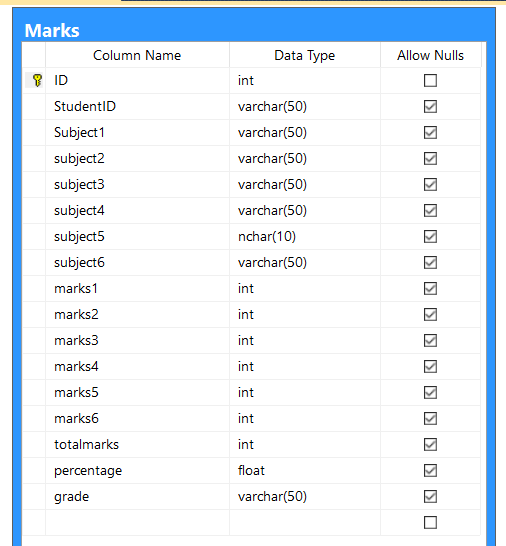 Marks
Column Name Data Type Allow Nulls
ID int
StudentID varchar(50)
Subject1 varchar(50)
subject2 varchar(50)
subject3 varchar(50)
subject4 varchar(50)
subject5 nchar(10)
subject6 varchar(50)
marks1 int
marks2 int
marks3 int
marks4 int
marks5 int
marks6 int
totalmarks int
percentage float
grade varchar(50)